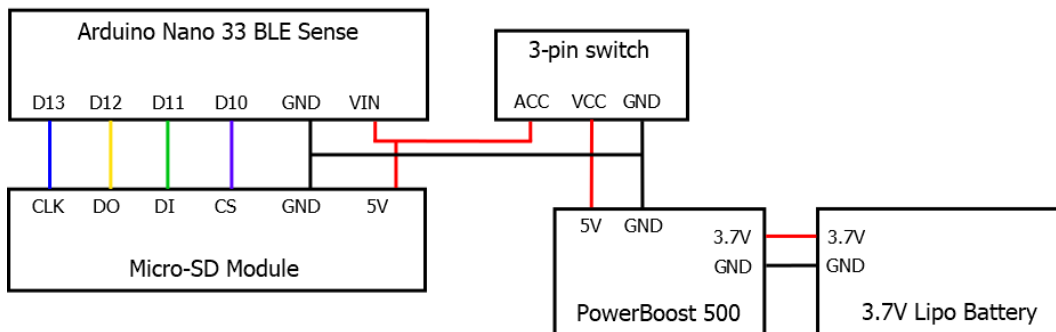 Arduino Nano 33 BLE Sense
D13 D12 D11 D10 GND VIN
3-pin switch
ACC VCC GND
CLK DO DI CS GND 5V
Micro-SD Module
5V GND
3.7V
GND
PowerBoost 500
3.7V
GND
3.7V Lipo Battery